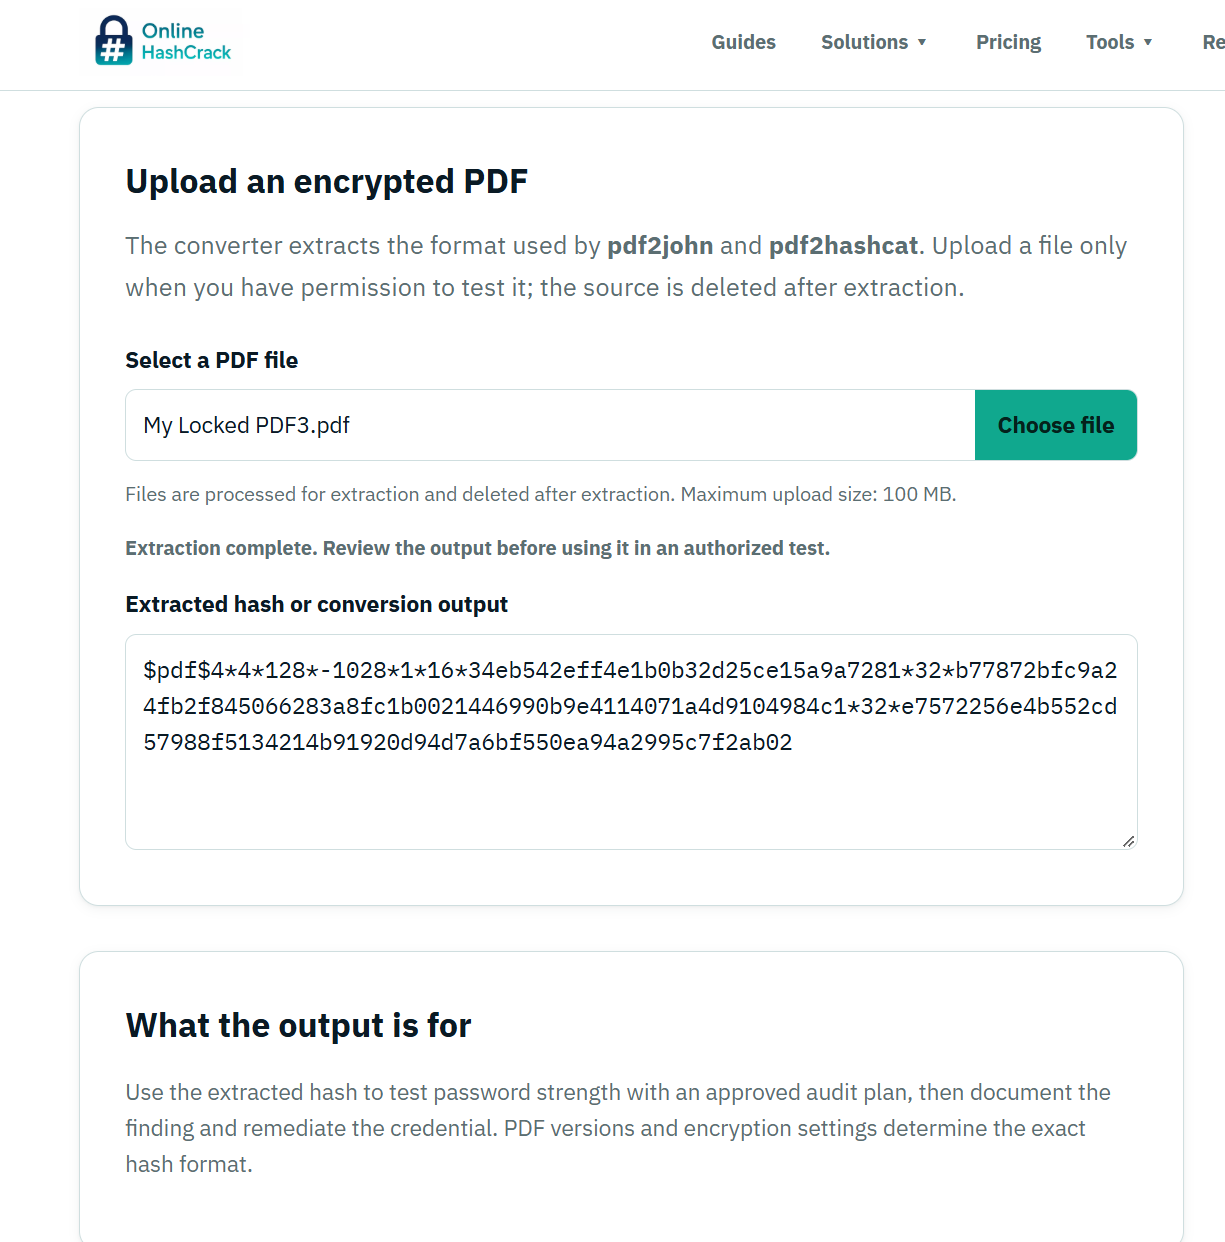 Online
HashCrack
Guides Solutions ▼ Pricing Tools ▼ Re
Upload an encrypted PDF
The converter extracts the format used by pdf2john and pdf2hashcat. Upload a file only
when you have permission to test it; the source is deleted after extraction.
Select a PDF file
My Locked PDF3.pdf
Choose file
Files are processed for extraction and deleted after extraction. Maximum upload size: 100 MB.
Extraction complete. Review the output before using it in an authorized test.
Extracted hash or conversion output
$pdf$4*4*128*-1028*1*16*34eb542eff4e1b0b32d25ce15a9a7281*32*b77872bfc9a2
4fb2f845066283a8fc1b0021446990b9e4114071a4d9104984c1*32*e7572256e4b552cd
57988f5134214b91920d94d7a6bf550ea94a2995c7f2ab02
What the output is for
Use the extracted hash to test password strength with an approved audit plan, then document the
finding and remediate the credential. PDF versions and encryption settings determine the exact
hash format.